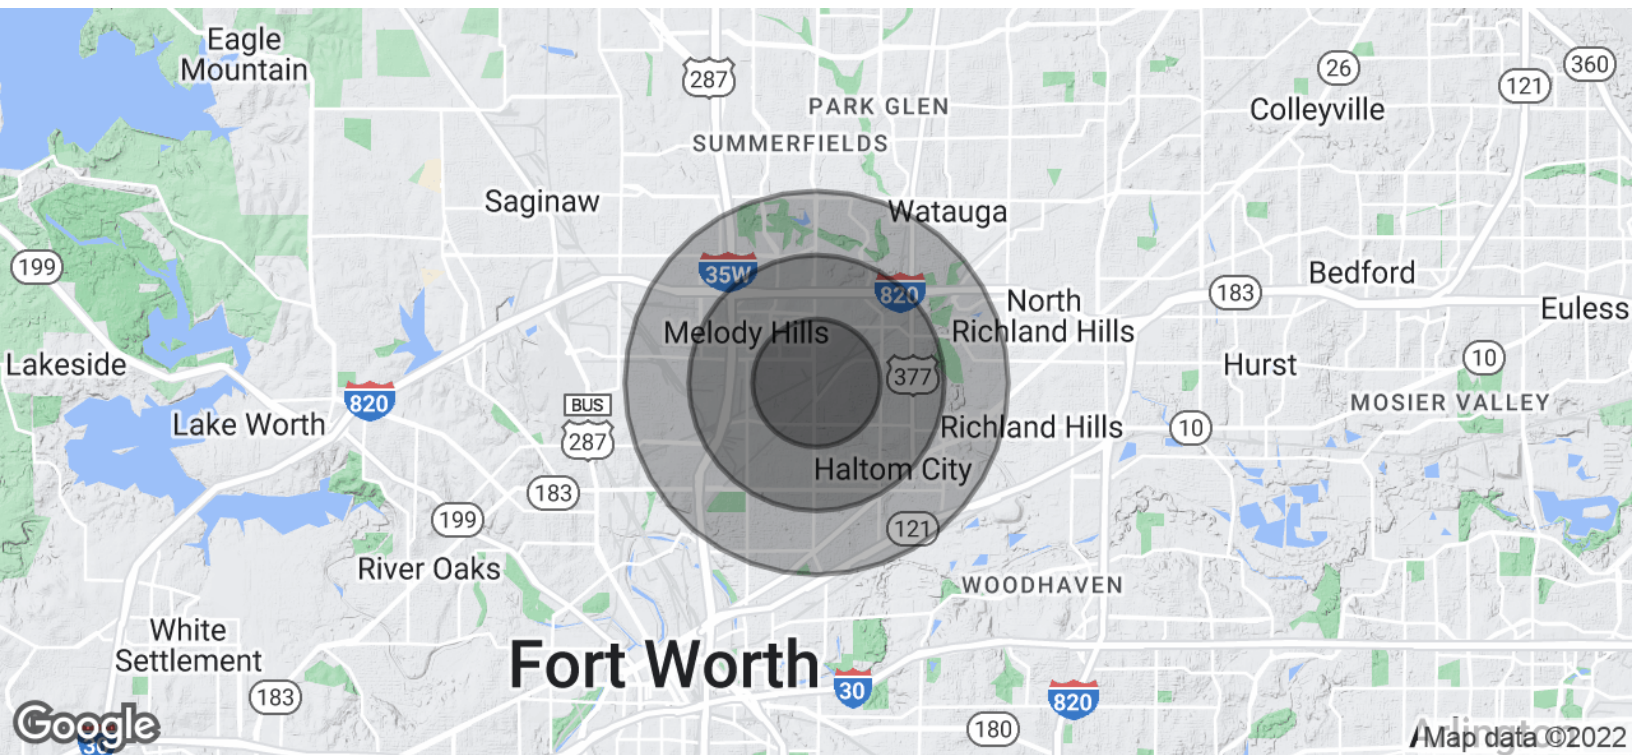 Eagle
Mountain
287
26
360
121
PARK GLEN
Colleyville
SUMMERFIELDS
Saginaw
Watauga
199
35W
820
Bedford
183
North
Richland Hills
Euless
Melody Hills
Lakeside
377
Hurst
10
820
BUS
287
MOSIER VALLEY
Lake Worth
Richland Hills
10
Haltom City
183
199
121
River Oaks
WOODHAVEN
White
Settlement
Fort Worth
30
820
183
180
Google
30
Arlington
Map data ©2022